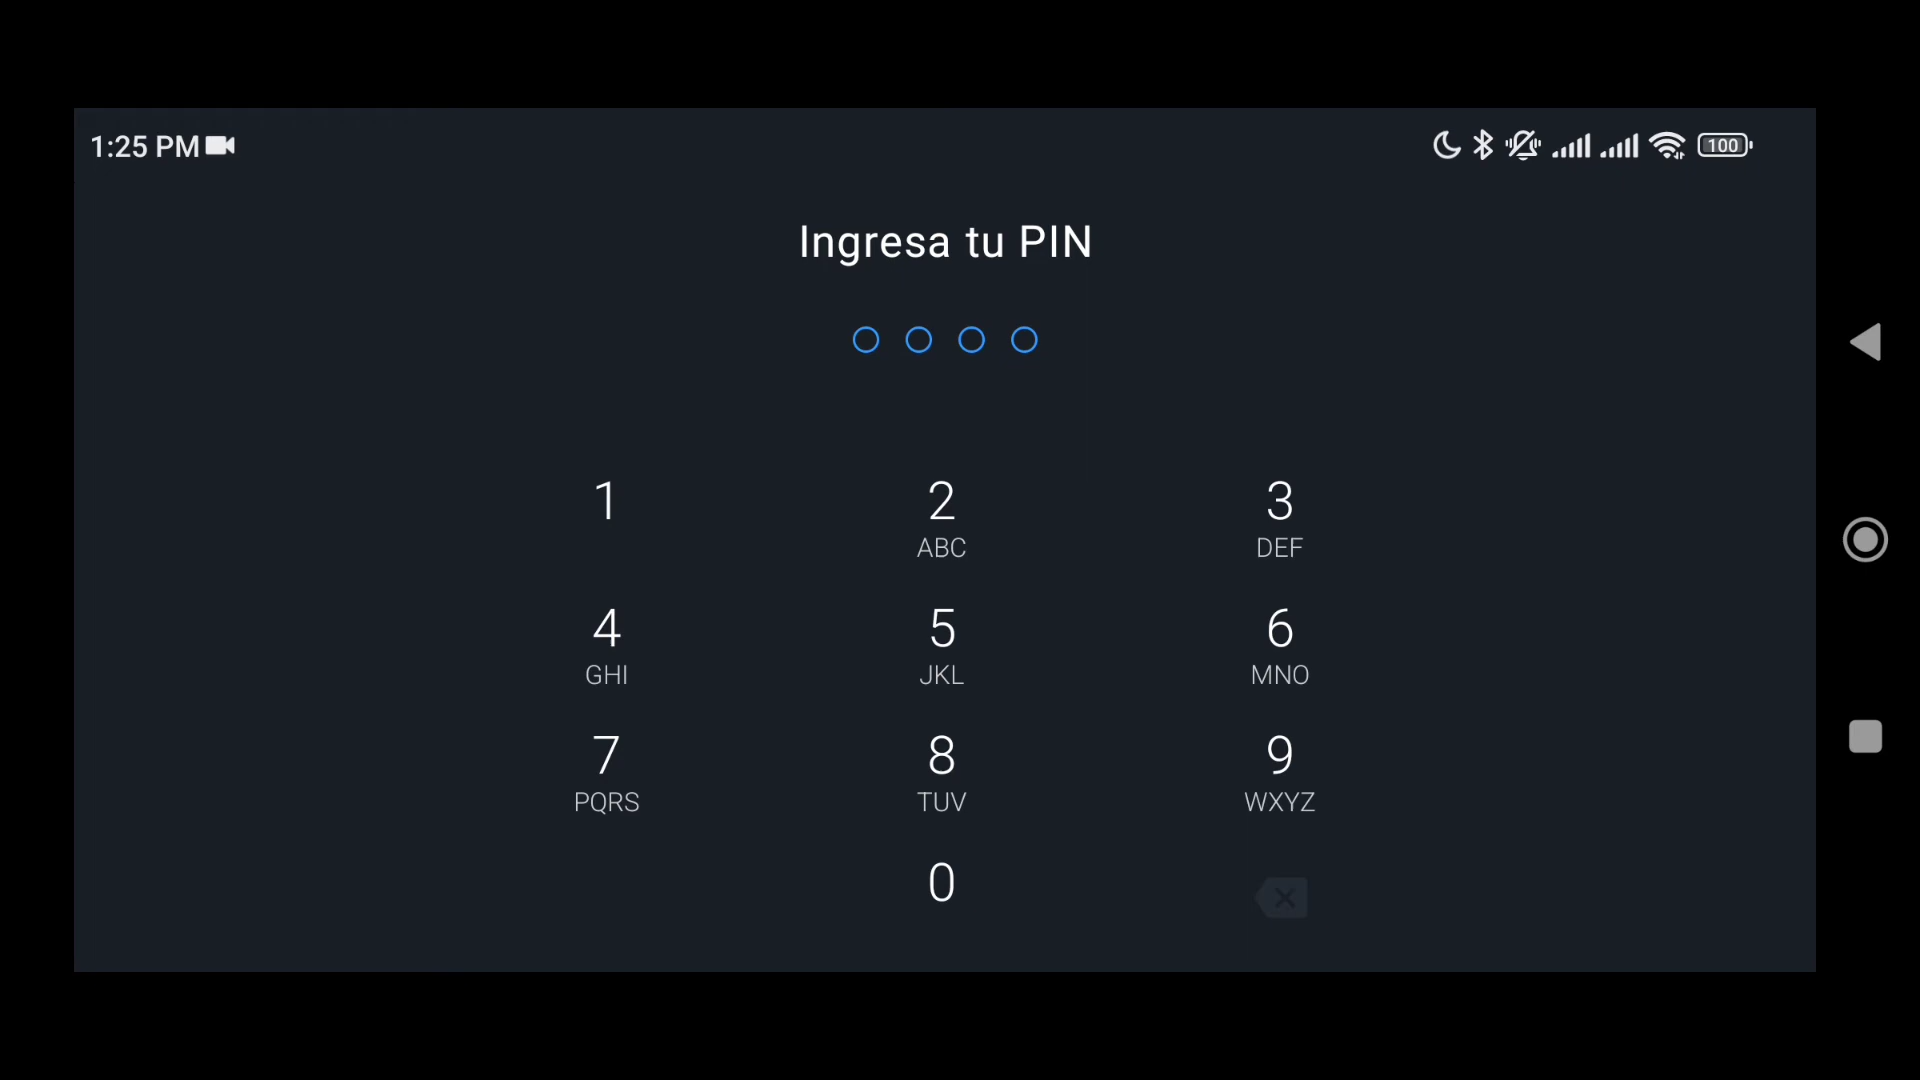 1:25 PM
100
Ingresa tu PIN
1
2
3
ABC
DEF
4
5
6
GHI
JKL
MNO
7
8
9
PQRS
TUV
WXYZ
0